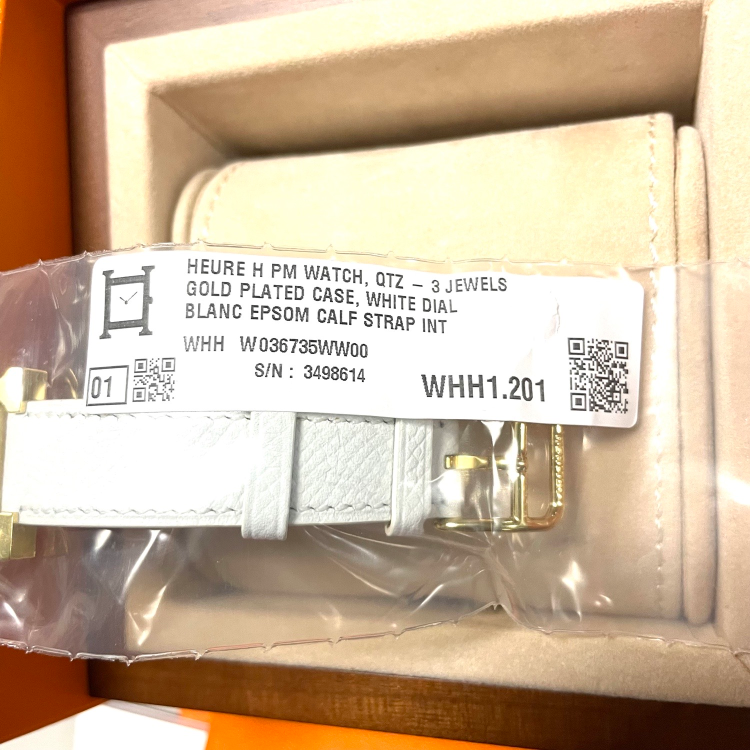 HEURE H PM WATCH, QTZ – 3 JEWELS
GOLD PLATED CASE, WHITE DIAL
BLANC EPSOM CALF STRAP INT
WHH W036735WW00
S/N : 3498614
01
WHH1.201